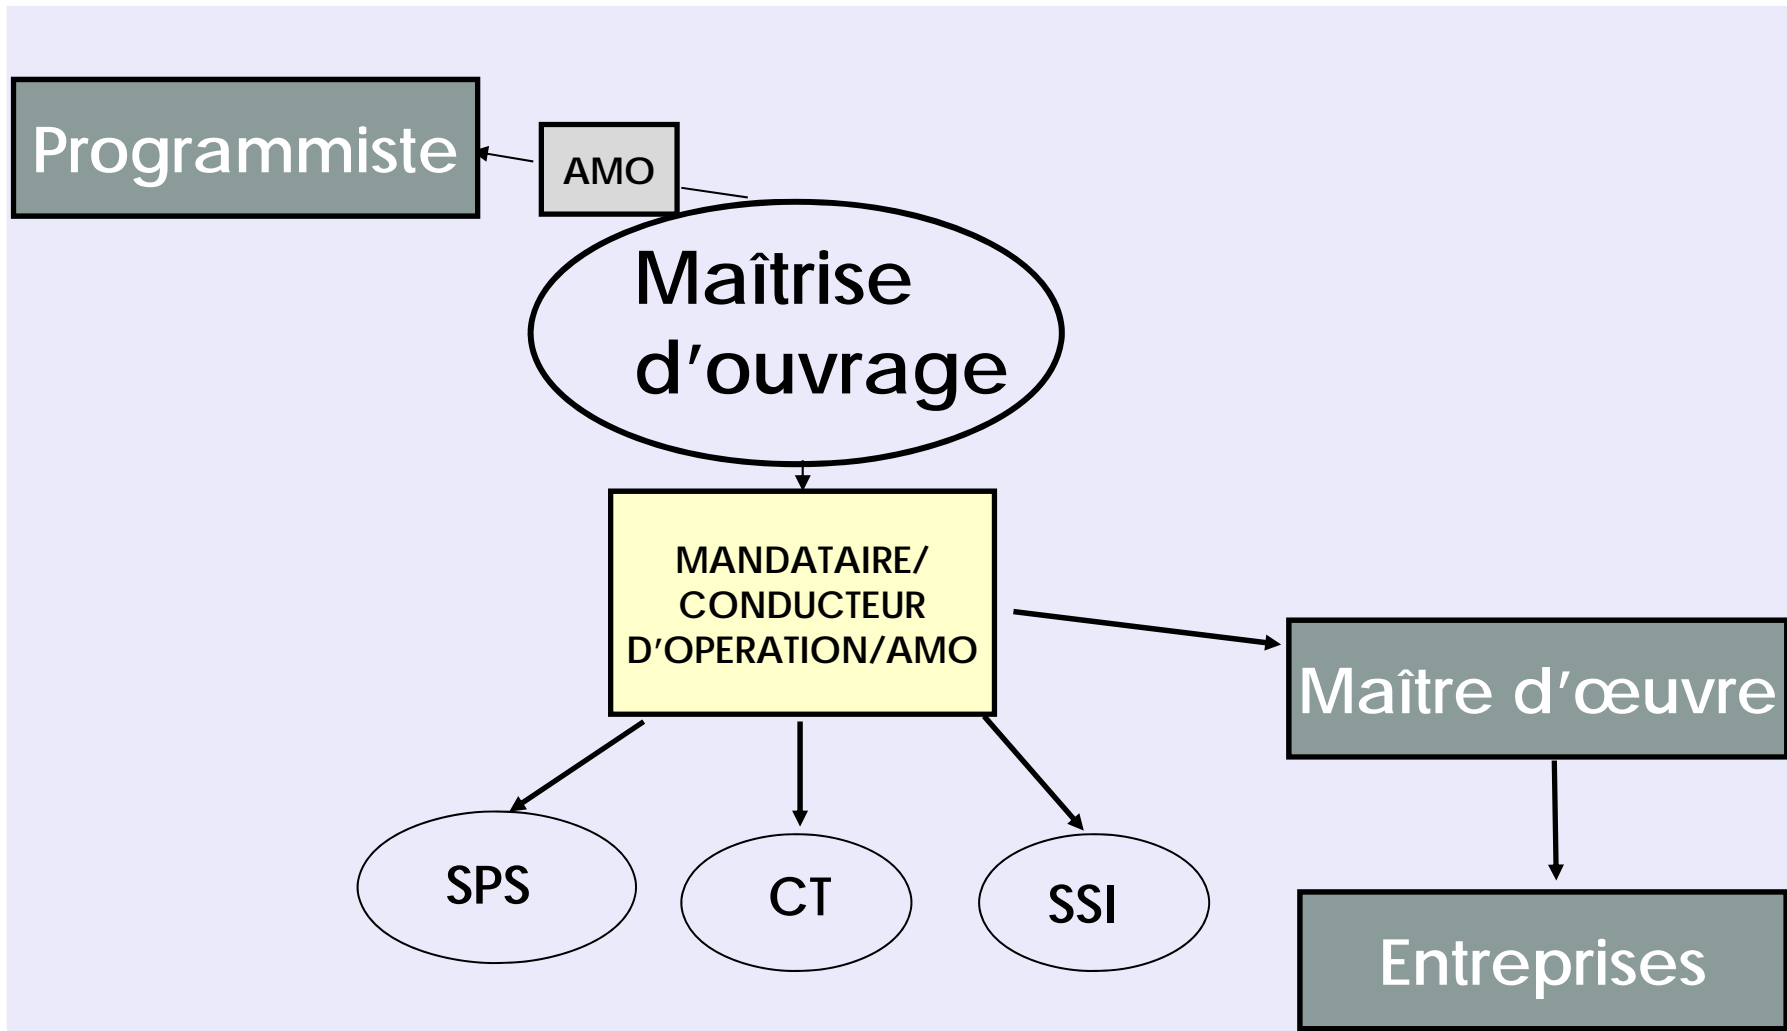 Programmiste
AMO
Maîtrise
d’ouvrage
MANDATAIRE/
CONDUCTEUR
D’OPERATION/AMO
Maître d’œuvre
SPS
CT
SSI
Entreprises